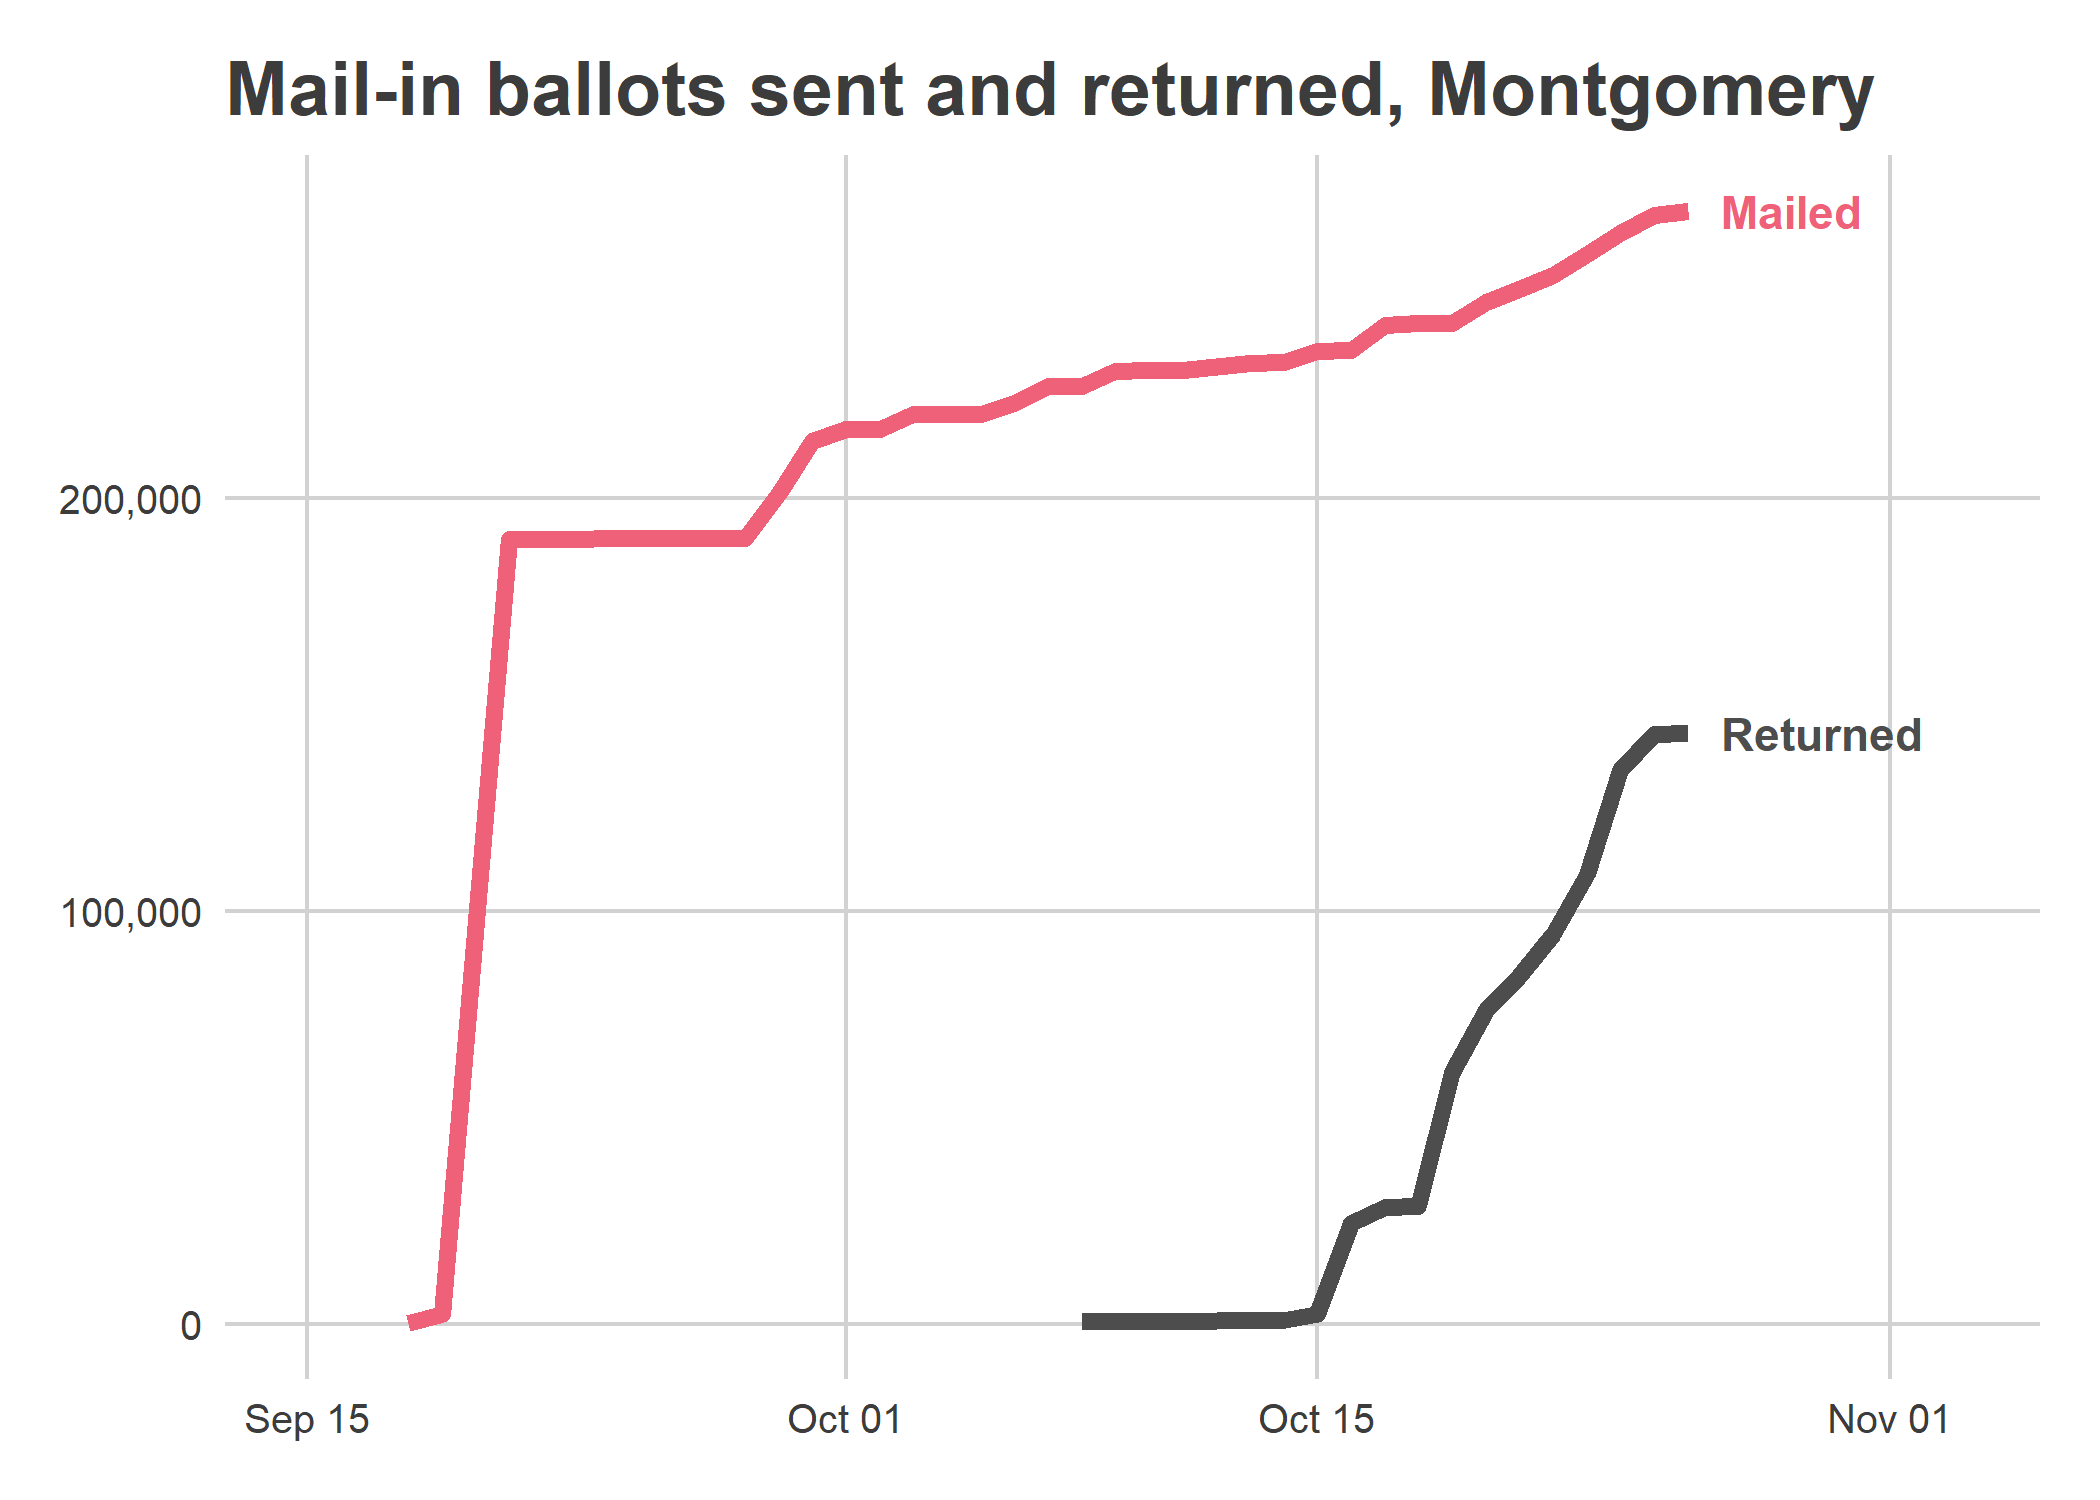 Mail-in ballots sent and returned, Montgomery
Mailed
200,000
Returned
100,000
0
Sep 15
Oct 01
Oct 15
Nov 01